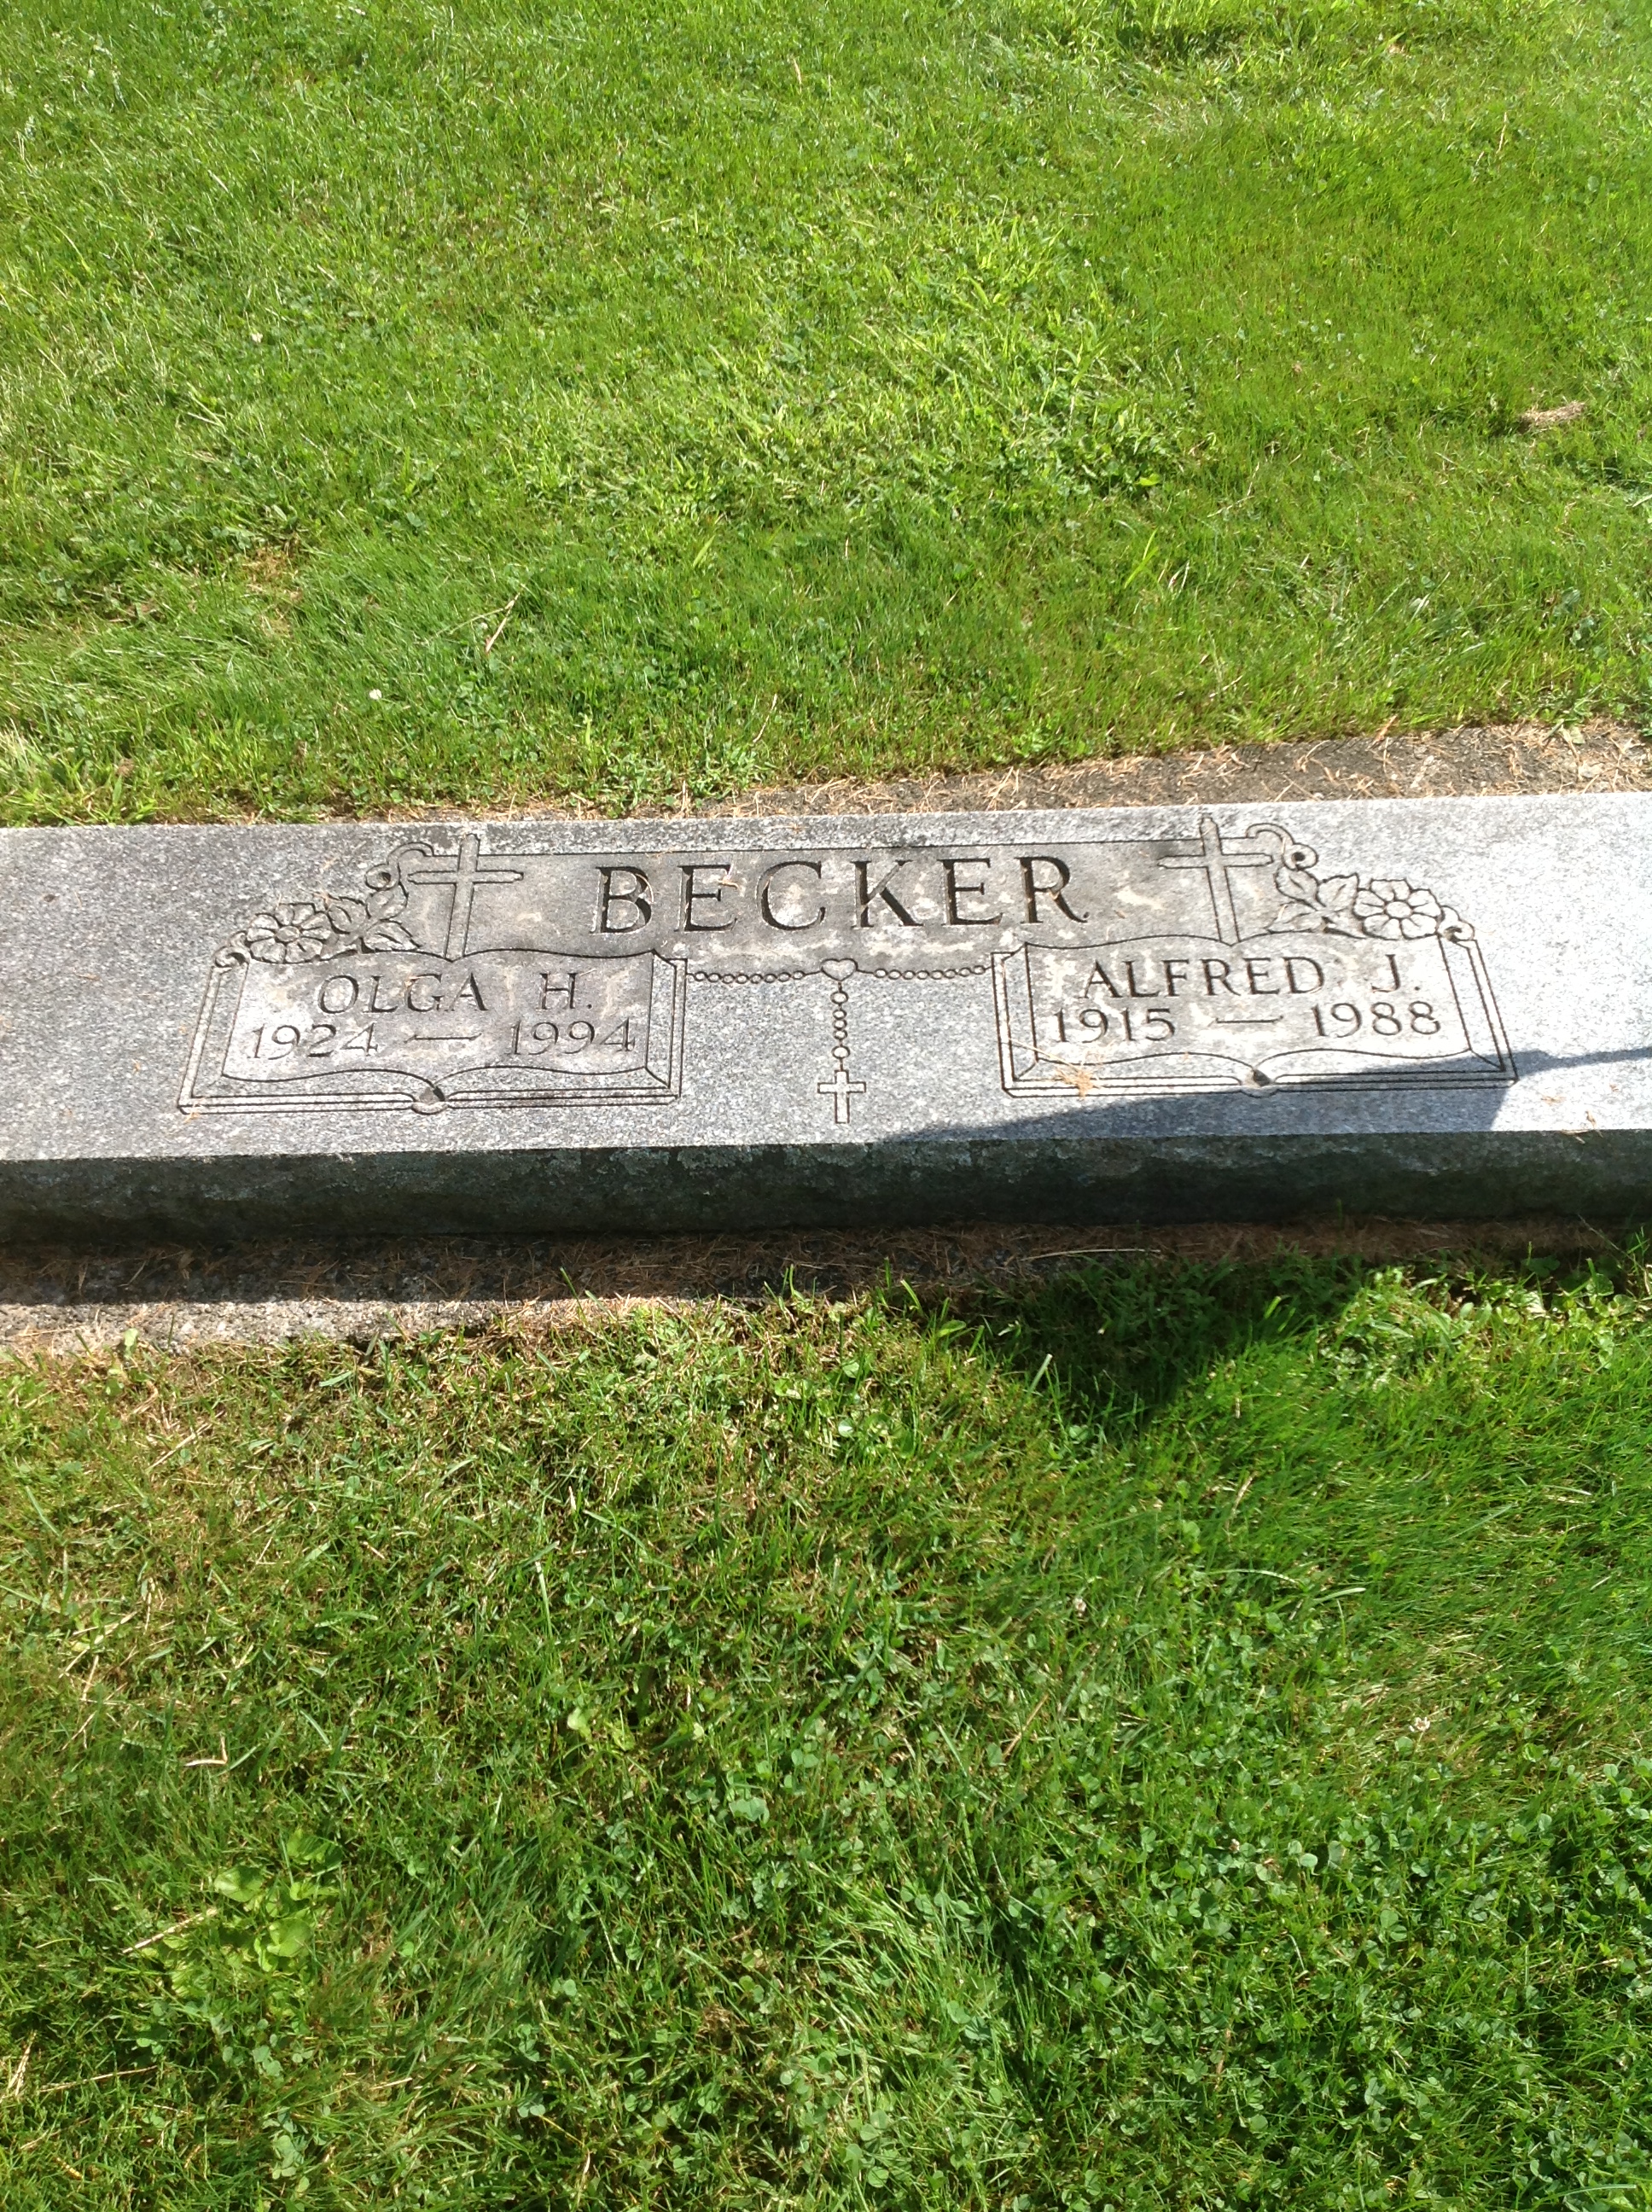 BECKER
OLGA H.
1924 — 1994
ALFRED J.
1915 — 1988